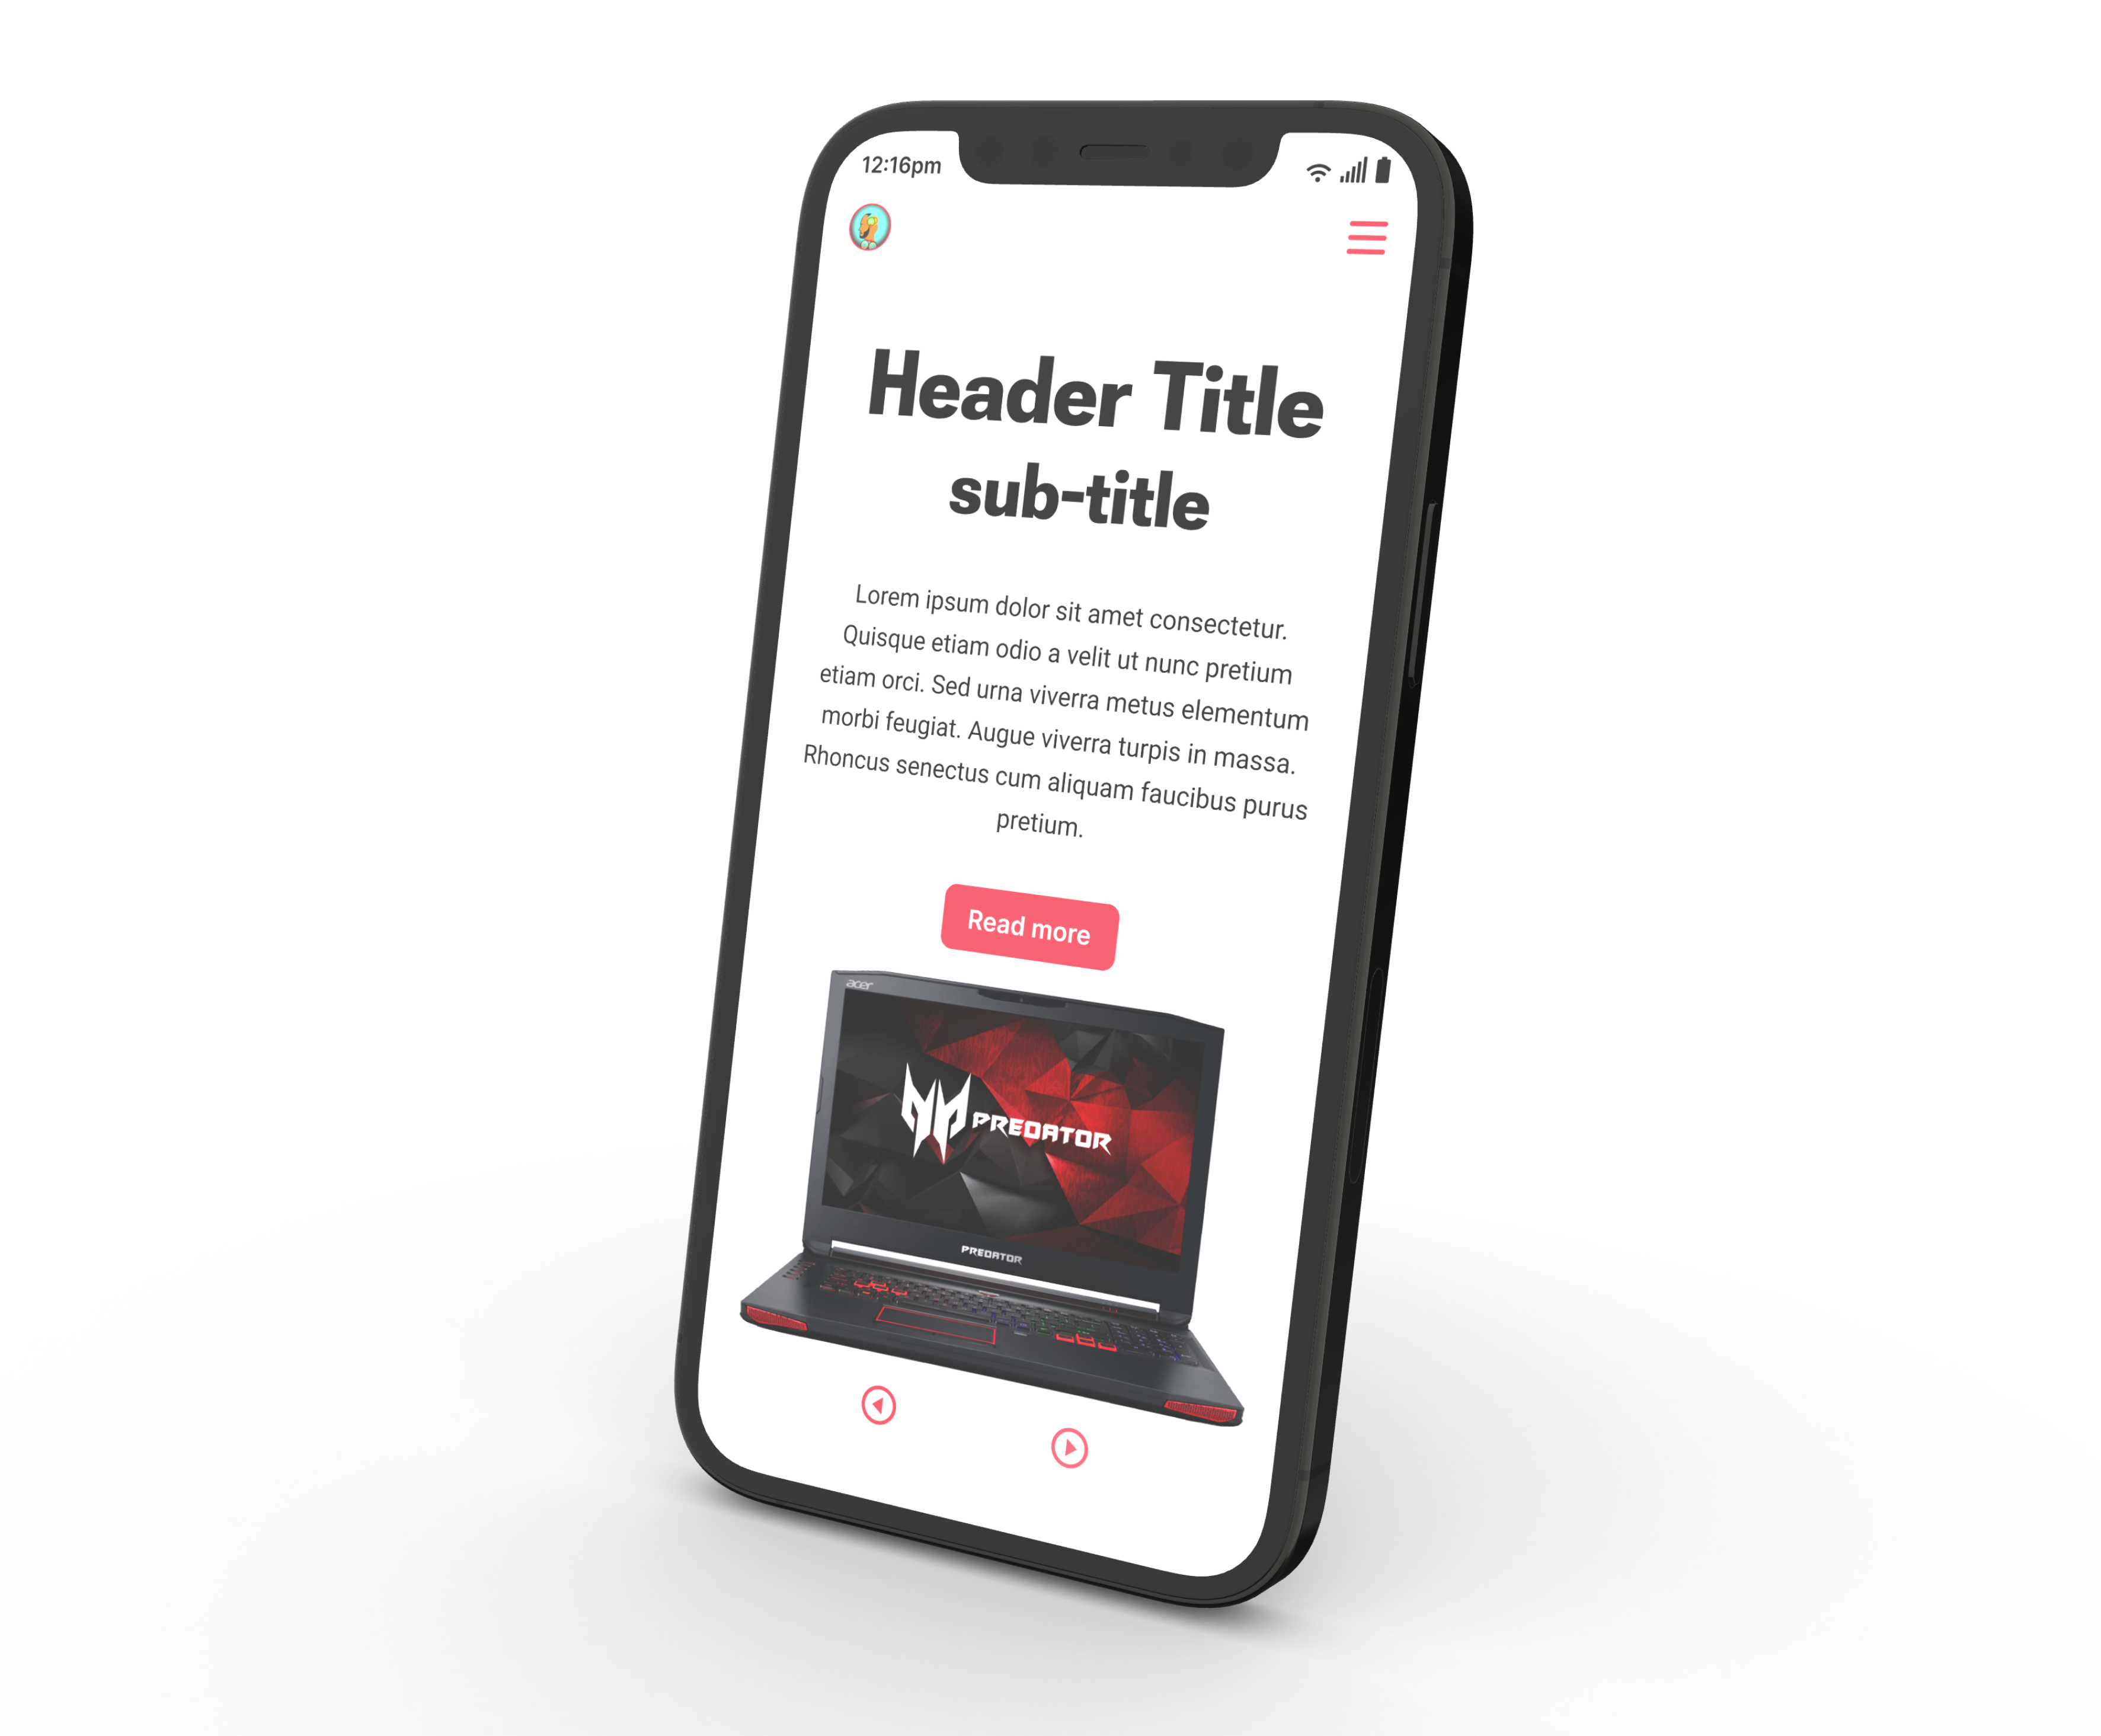 12:16pm
Header Title
sub-title
Lorem ipsum dolor sit amet consectetur.
Quisque etiam odio a velit ut nunc pretium
etiam orci. Sed urna viverra metus elementum
morbi feugiat. Augue viverra turpis in massa.
Rhoncus senectus cum aliquam faucibus purus
pretium.
Read more
acer
PREDATOR
PREDATOR